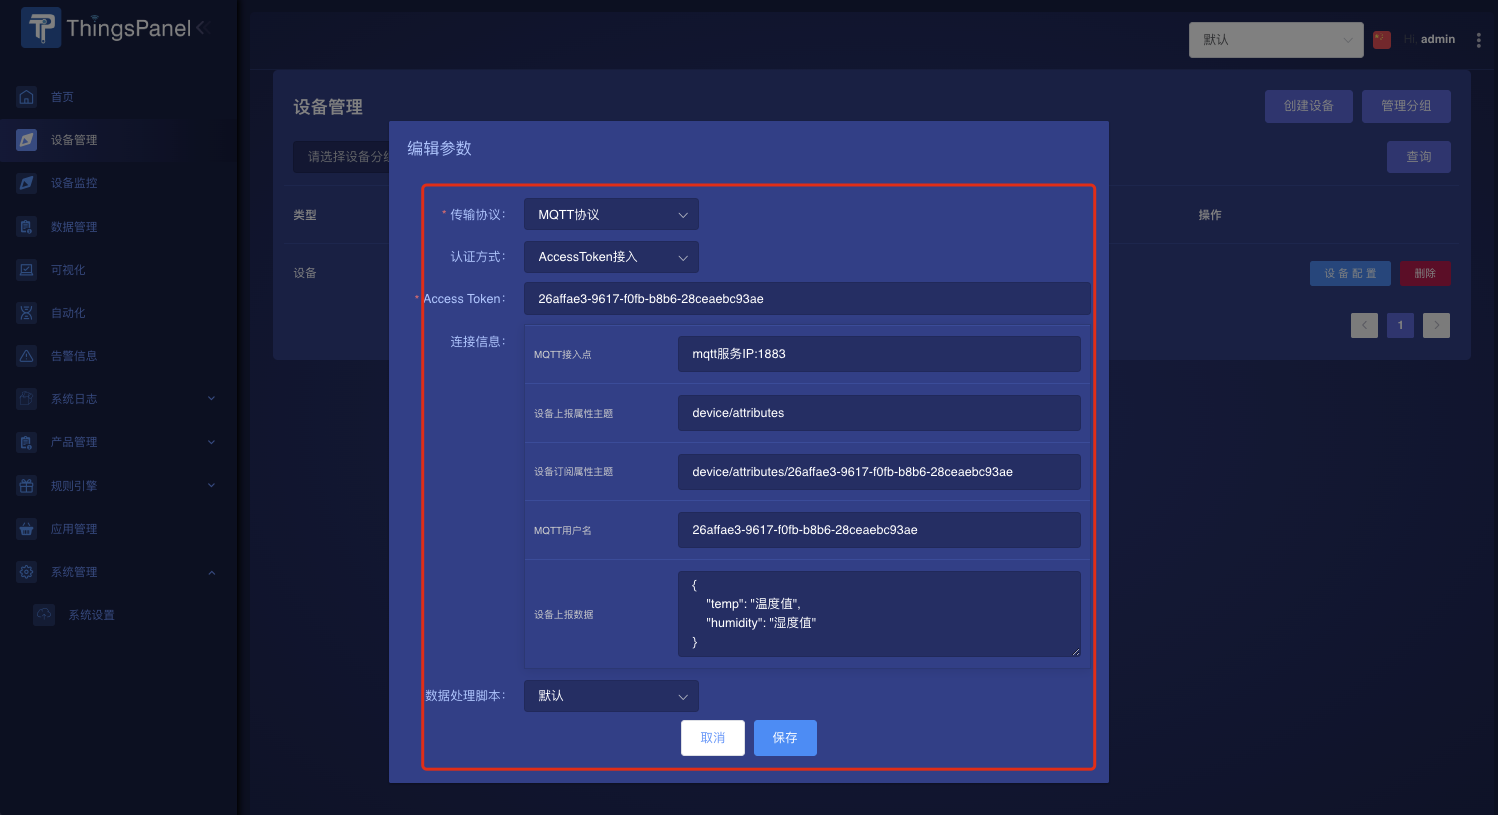 ThingsPanel
默认
Hi, admin
首页
设备管理
设备监控
数据管理
可视化
自动化
告警信息
系统日志
产品管理
规则引擎
应用管理
系统管理
系统设置
设备管理
创建设备
管理分组
请选择设备分组
查询
类型
操作
设备
设 备 配 置
删除
1
编辑参数
* 传输协议：
MQTT协议
认证方式：
AccessToken接入
* Access Token：
26affae3-9617-f0fb-b8b6-28ceaebc93ae
连接信息：
MQTT接入点
mqtt服务IP:1883
设备上报属性主题
device/attributes
设备订阅属性主题
device/attributes/26affae3-9617-f0fb-b8b6-28ceaebc93ae
MQTT用户名
26affae3-9617-f0fb-b8b6-28ceaebc93ae
设备上报数据
{
"temp": "温度值",
"humidity": "湿度值"
}
数据处理脚本：
默认
取消
保存